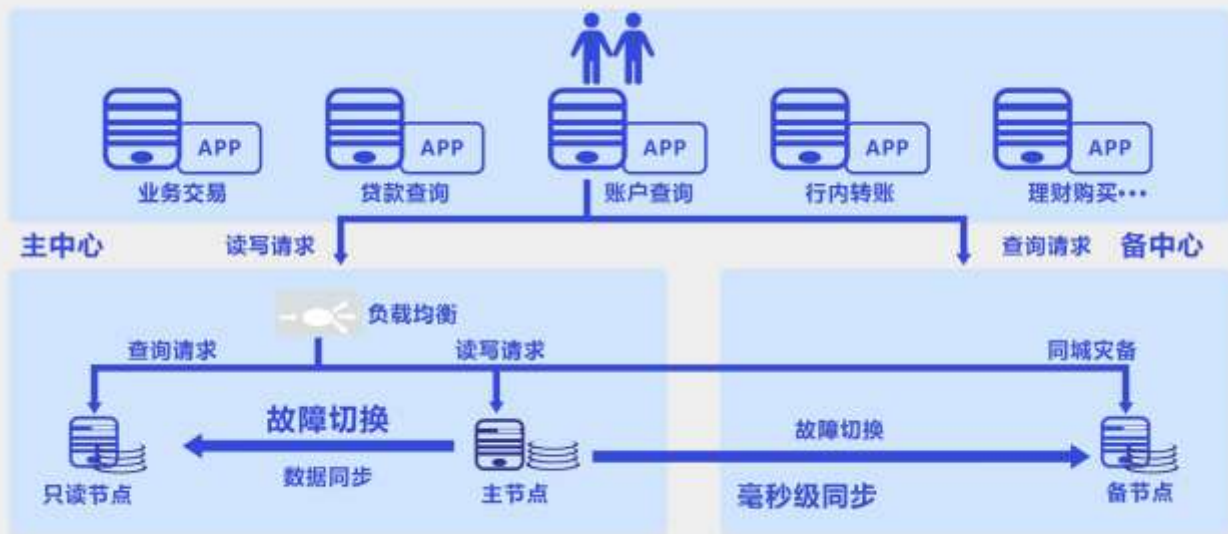 APP
APP
APP
APP
APP
业务交易
贷款查询
账户查询
行内转账
理财购买···
主中心
读写请求
查询请求
备中心
负载均衡
查询请求
读写请求
同城灾备
故障切换
故障切换
数据同步
只读节点
主节点
毫秒级同步
备节点